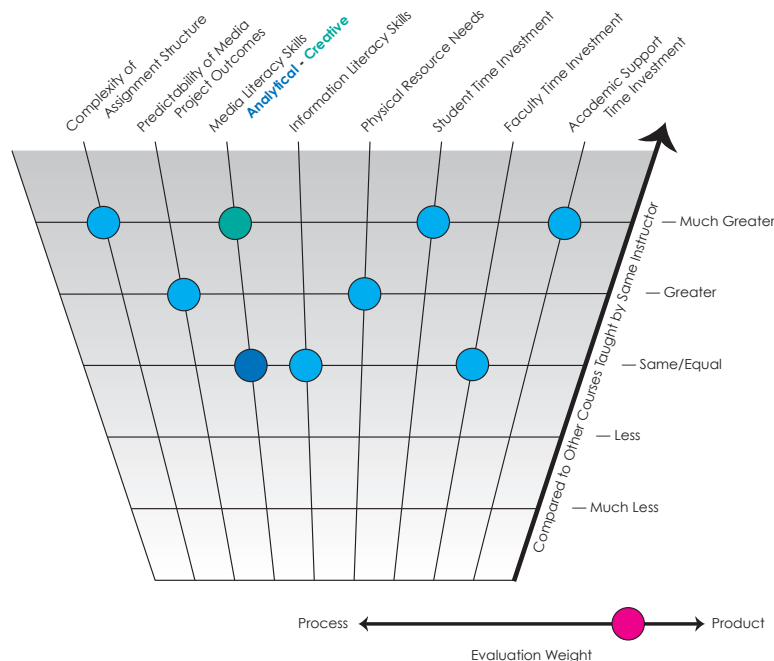 Complexity of
Assignment Structure
Predictability of Media
Project Outcomes
Media Literacy Skills
Analytical - Creative
Information Literacy Skills
Physical Resource Needs
Student Time Investment
Faculty Time Investment
Academic Support
Time Investment
Much Greater
Greater
Same/Equal
Less
Much Less
Compared to Other Courses Taught by Same Instructor
Process
Product
Evaluation Weight